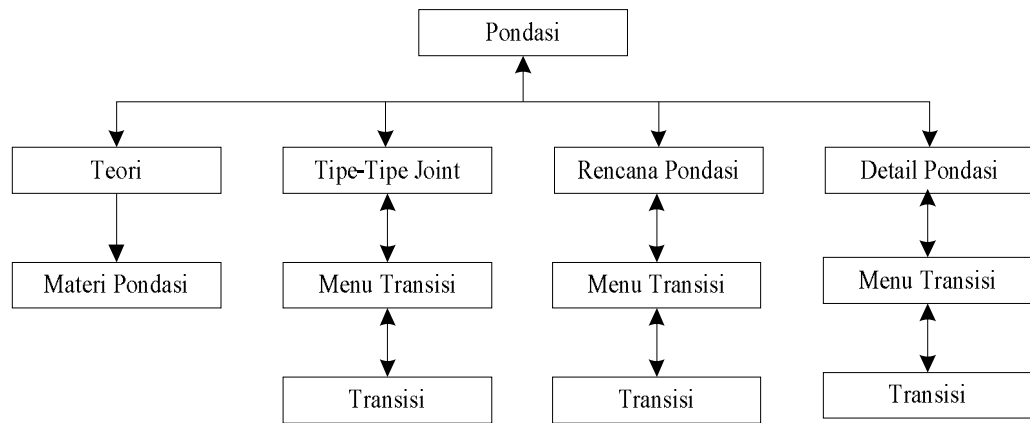 Pondasi
Teori
Tipe-Tipe Joint
Rencana Pondasi
Detail Pondasi
Materi Pondasi
Menu Transisi
Menu Transisi
Menu Transisi
Transisi
Transisi
Transisi